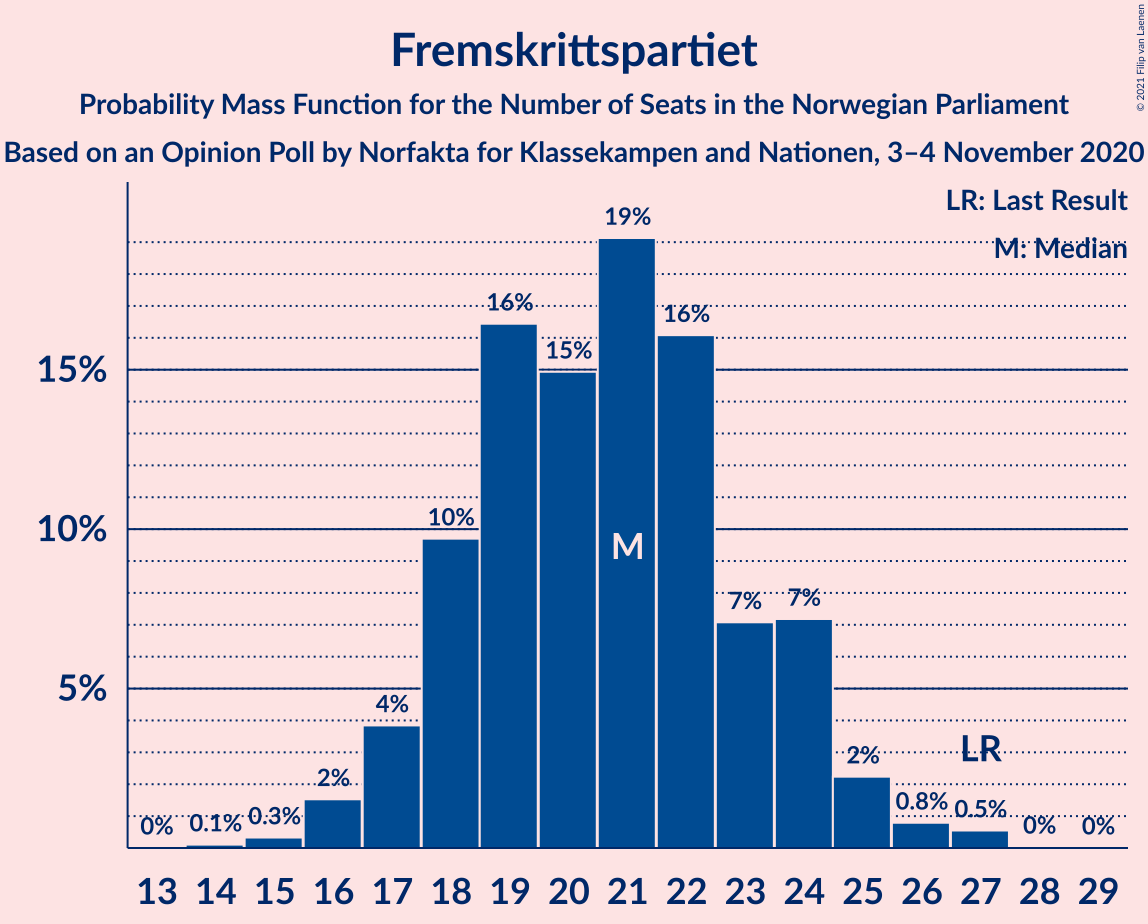 Fremskrittspartiet
Probability Mass Function for the Number of Seats in the Norwegian Parliament
Based on an Opinion Poll by Norfakta for Klassekampen and Nationen, 3–4 November 2020
© 2021 Filip van Laenen
LR: Last Result
M: Median
19%
16%
16%
15%
15%
10%
10%
M
7%
7%
5%
4%
LR
2%
2%
0.8%
0.5%
0.3%
0.1%
0%
0%
0%
13 14 15 16 17 18 19 20 21 22 23 24 25 26 27 28 29